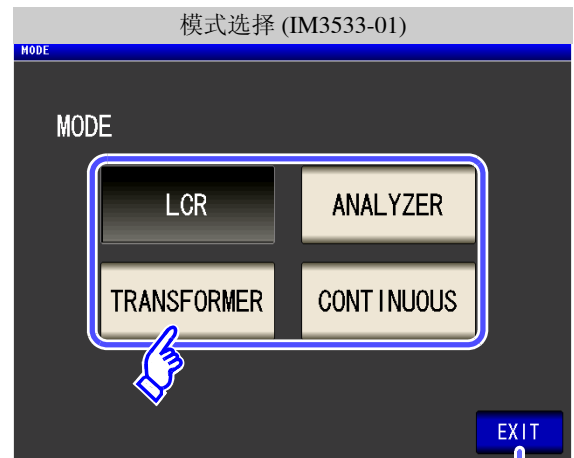 模式选择 (IM3533-01)
MODE
MODE
LCR ANALYZER
TRANSFORMER CONTINUOUS
EXIT